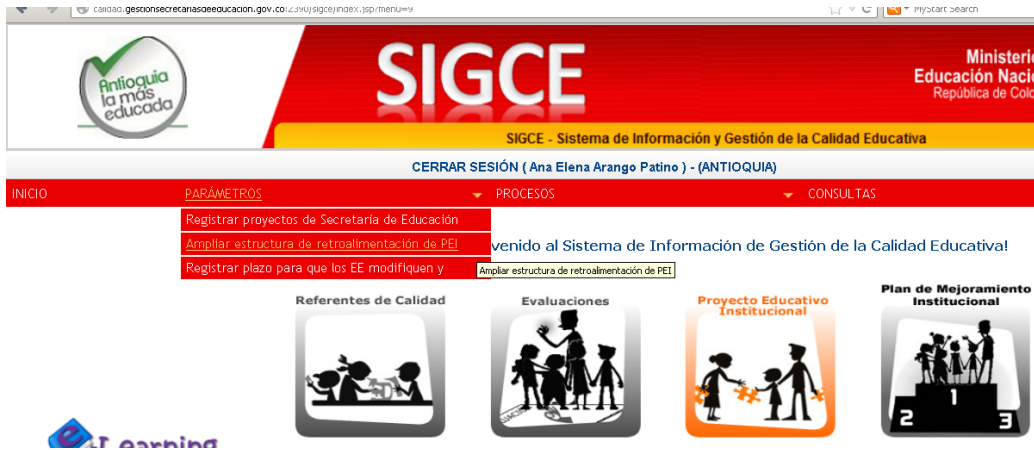 calidad.gestionsecretariasdeeducacion.gov.co:2390/sigce/index.jsp?menu=9
MyStart Search
Antioquia
la más
educada
SIGCE
Ministerio
Educación Nacio
República de Colo
SIGCE - Sistema de Información y Gestión de la Calidad Educativa
CERRAR SESIÓN ( Ana Elena Arango Patino ) - (ANTIOQUIA)
INICIO PARÁMETROS PROCESOS CONSULTAS
Registrar proyectos de Secretaría de Educación
Ampliar estructura de retroalimentación de PEI
venido al Sistema de Información de Gestión de la Calidad Educativa!
Registrar plazo para que los EE modifiquen y
Ampliar estructura de retroalimentación de PEI
Referentes de Calidad
Evaluaciones
Proyecto Educativo
Institucional
Plan de Mejoramiento
Institucional
1
2 3
eLearning